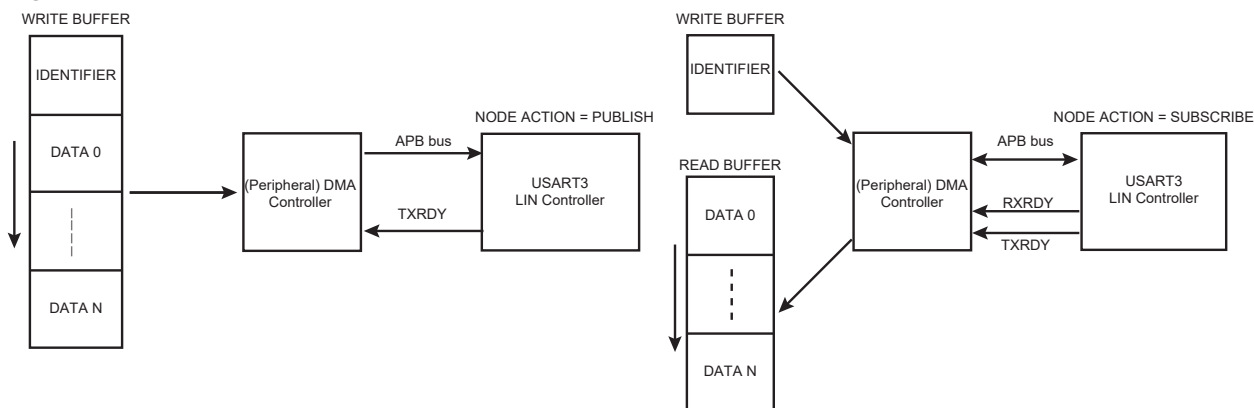 WRITE BUFFER
IDENTIFIER
DATA 0
DATA N
(Peripheral) DMA
Controller
APB bus
TXRDY
NODE ACTION = PUBLISH
USART3
LIN Controller
WRITE BUFFER
IDENTIFIER
READ BUFFER
DATA 0
DATA N
(Peripheral) DMA
Controller
APB bus
RXRDY
TXRDY
NODE ACTION = SUBSCRIBE
USART3
LIN Controller